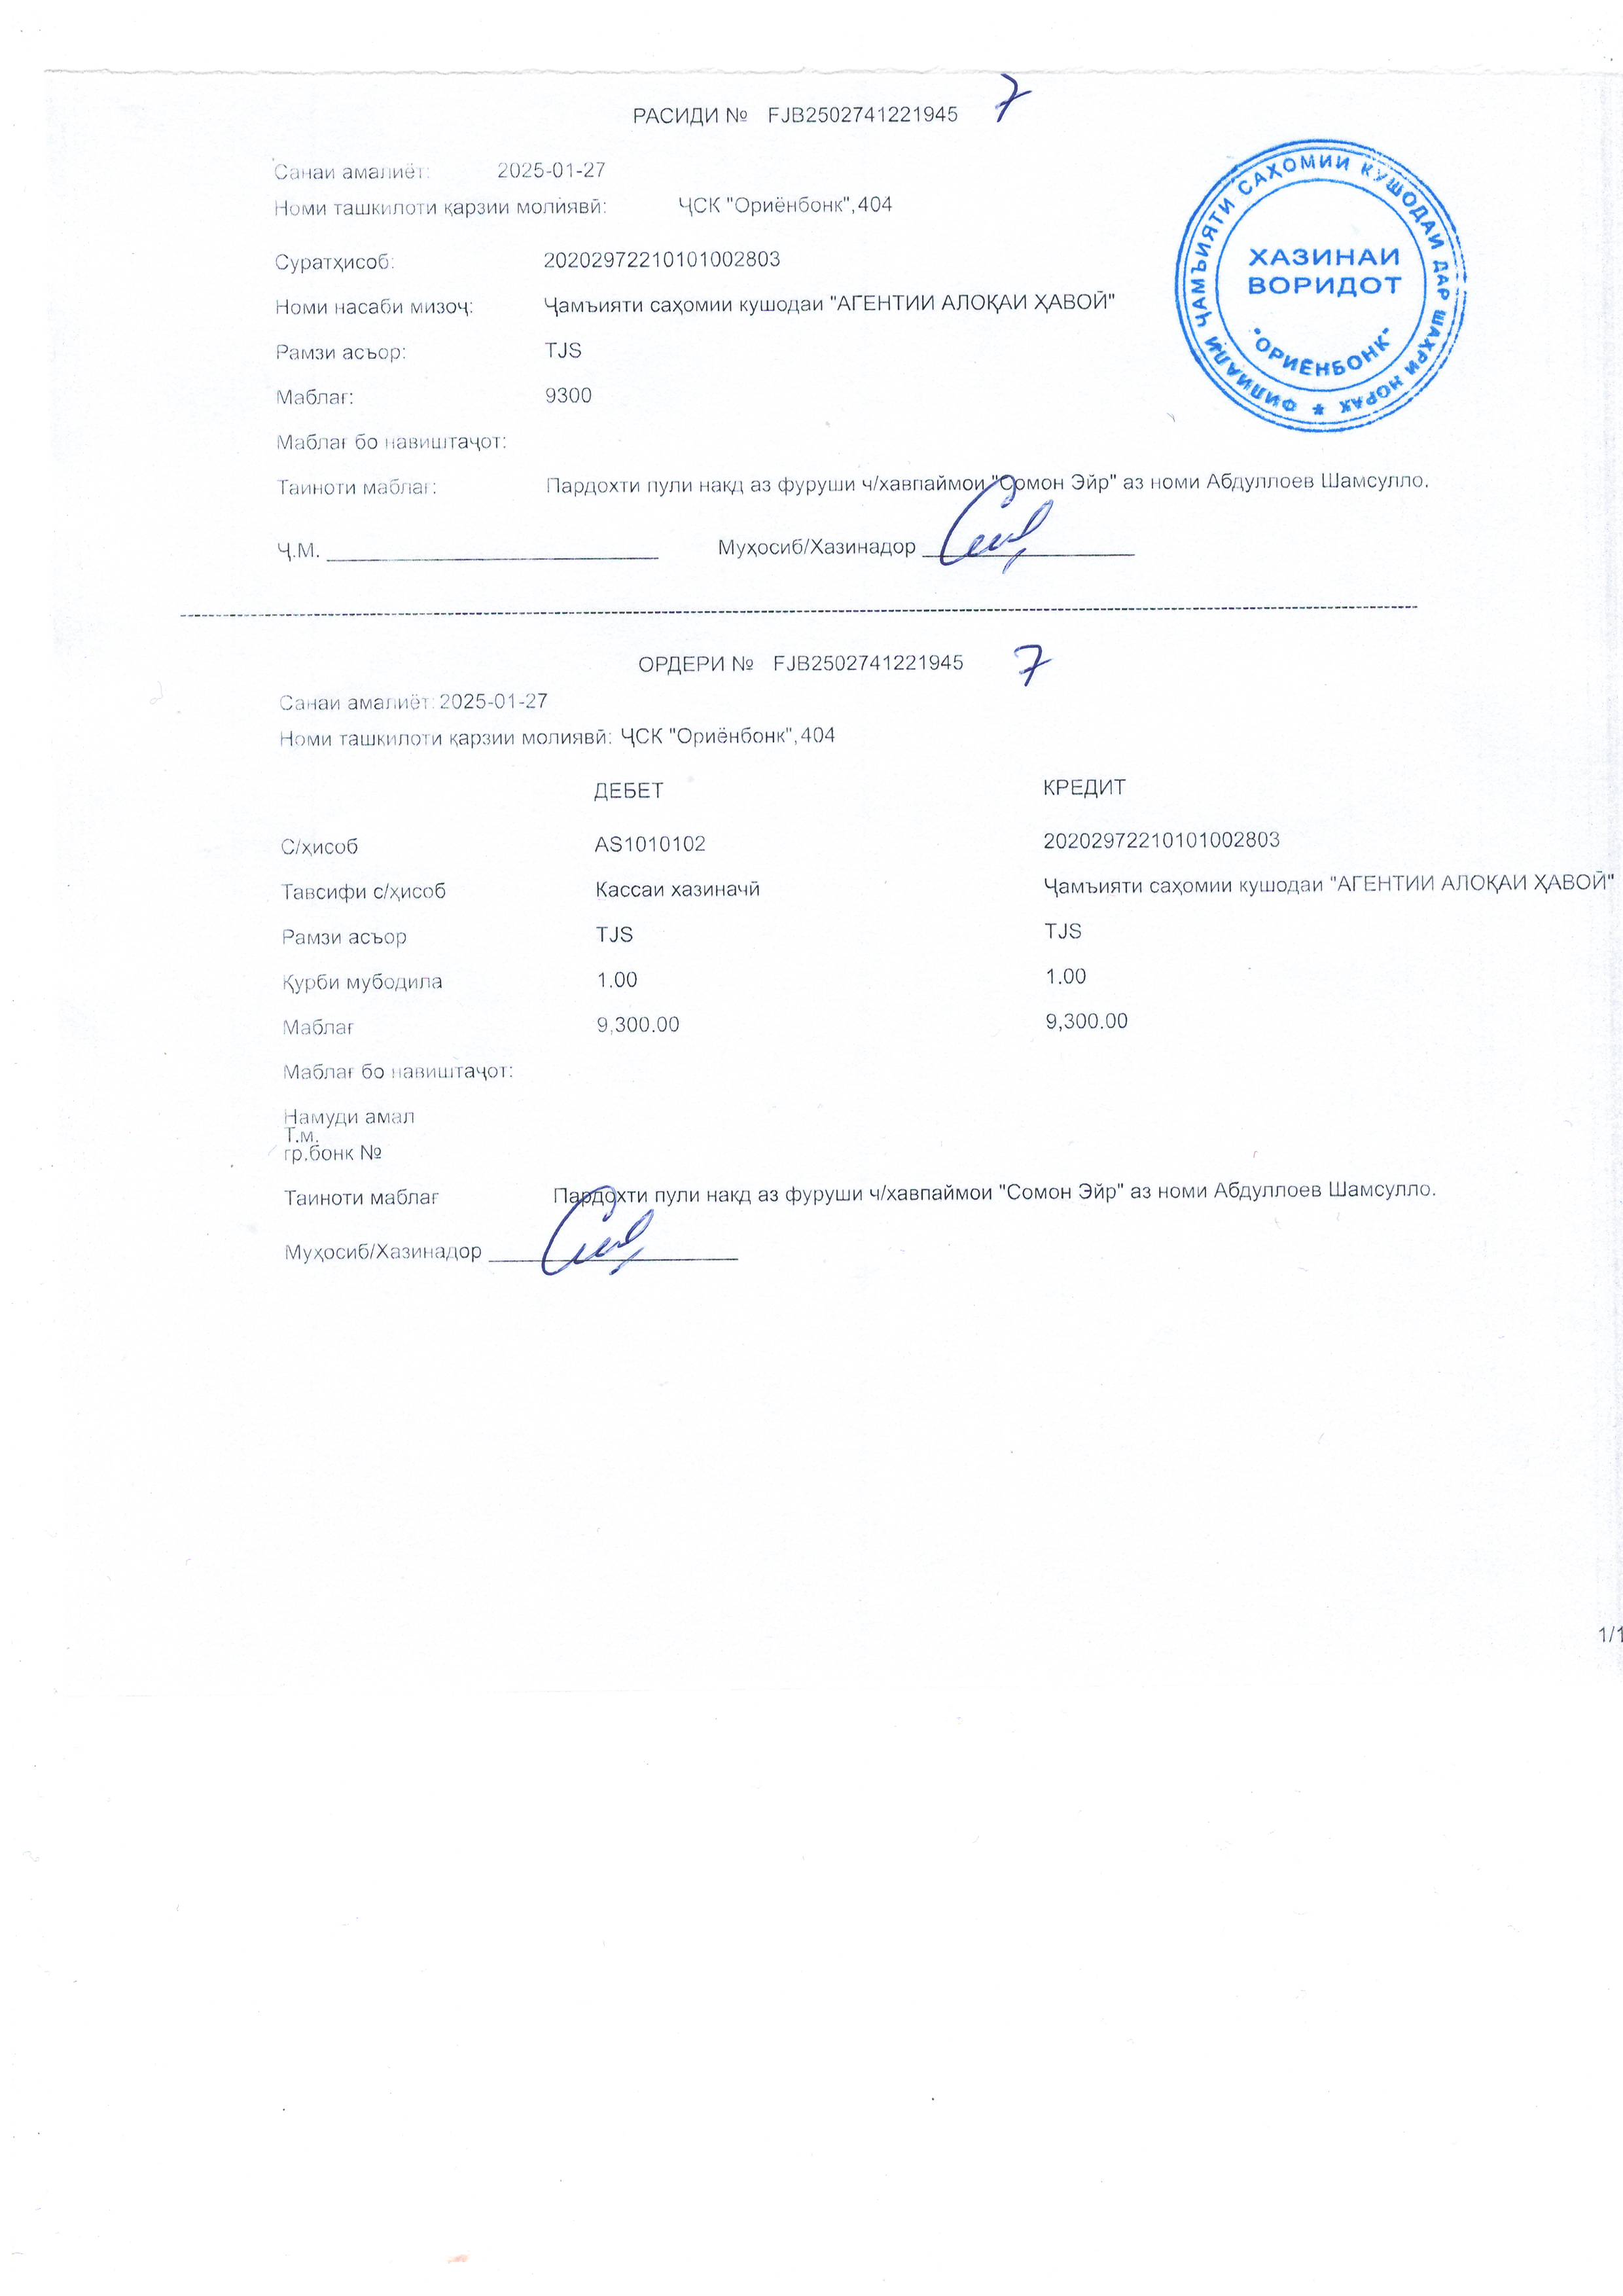 РАСИДИ № FJB2502741221945 7
Санаи амалиёт: 2025-01-27
Номи ташкилоти қарзии молиявӣ: ҶСК "Ориёнбонк",404
Суратҳисоб: 20202972210101002803
Номи насаби мизоҷ: Ҷамъияти саҳомии кушодаи "АГЕНТИИ АЛОҚАИ ҲАВОӢ"
Рамзи асъор: TJS
Маблағ: 9300
Маблағ бо навиштаҷот:
Таиноти маблағ: Пардохти пули накд аз фуруши ч/хавпаймои "Сомон Эйр" аз номи Абдуллоев Шамсулло.
Ҷ.М. Муҳосиб/Хазинадор
ФИЛИАЛИ ҶАМЪИЯТИ САҲОМИИ КУШОДАИ ДАР ШАҲРИ НОРАК
ХАЗИНАИ
ВОРИДОТ
"ОРИЁНБОНК"
ОРДЕРИ № FJB2502741221945 7
Санаи амалиёт: 2025-01-27
Номи ташкилоти қарзии молиявӣ: ҶСК "Ориёнбонк",404
ДЕБЕТ КРЕДИТ
С/ҳисоб AS1010102 20202972210101002803
Тавсифи с/ҳисоб Кассаи хазиначӣ Ҷамъияти саҳомии кушодаи "АГЕНТИИ АЛОҚАИ ҲАВОӢ"
Рамзи асъор TJS TJS
Қурби мубодила 1.00 1.00
Маблағ 9,300.00 9,300.00
Маблағ бо навиштаҷот:
Намуди амал
Т.м.
гр.бонк №
Таиноти маблағ Пардохти пули накд аз фуруши ч/хавпаймои "Сомон Эйр" аз номи Абдуллоев Шамсулло.
Муҳосиб/Хазинадор
1/1